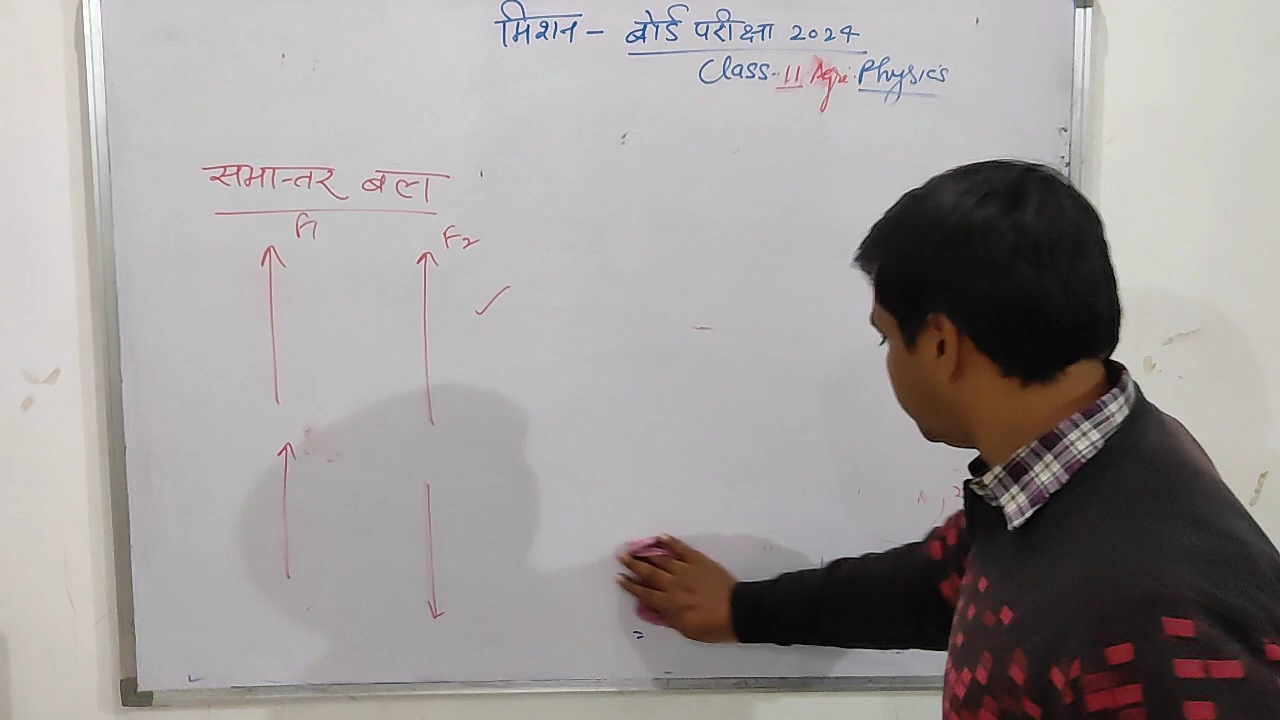 मिशन - बोर्ड परीक्षा 2024
Class-11 Agri Physics
समान्तर बल
F1 F2
=